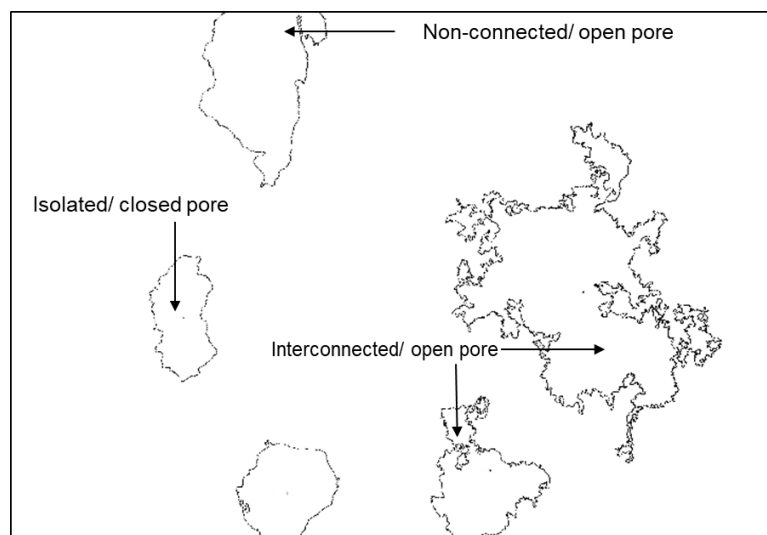 Non-connected/ open pore
Isolated/ closed pore
Interconnected/ open pore